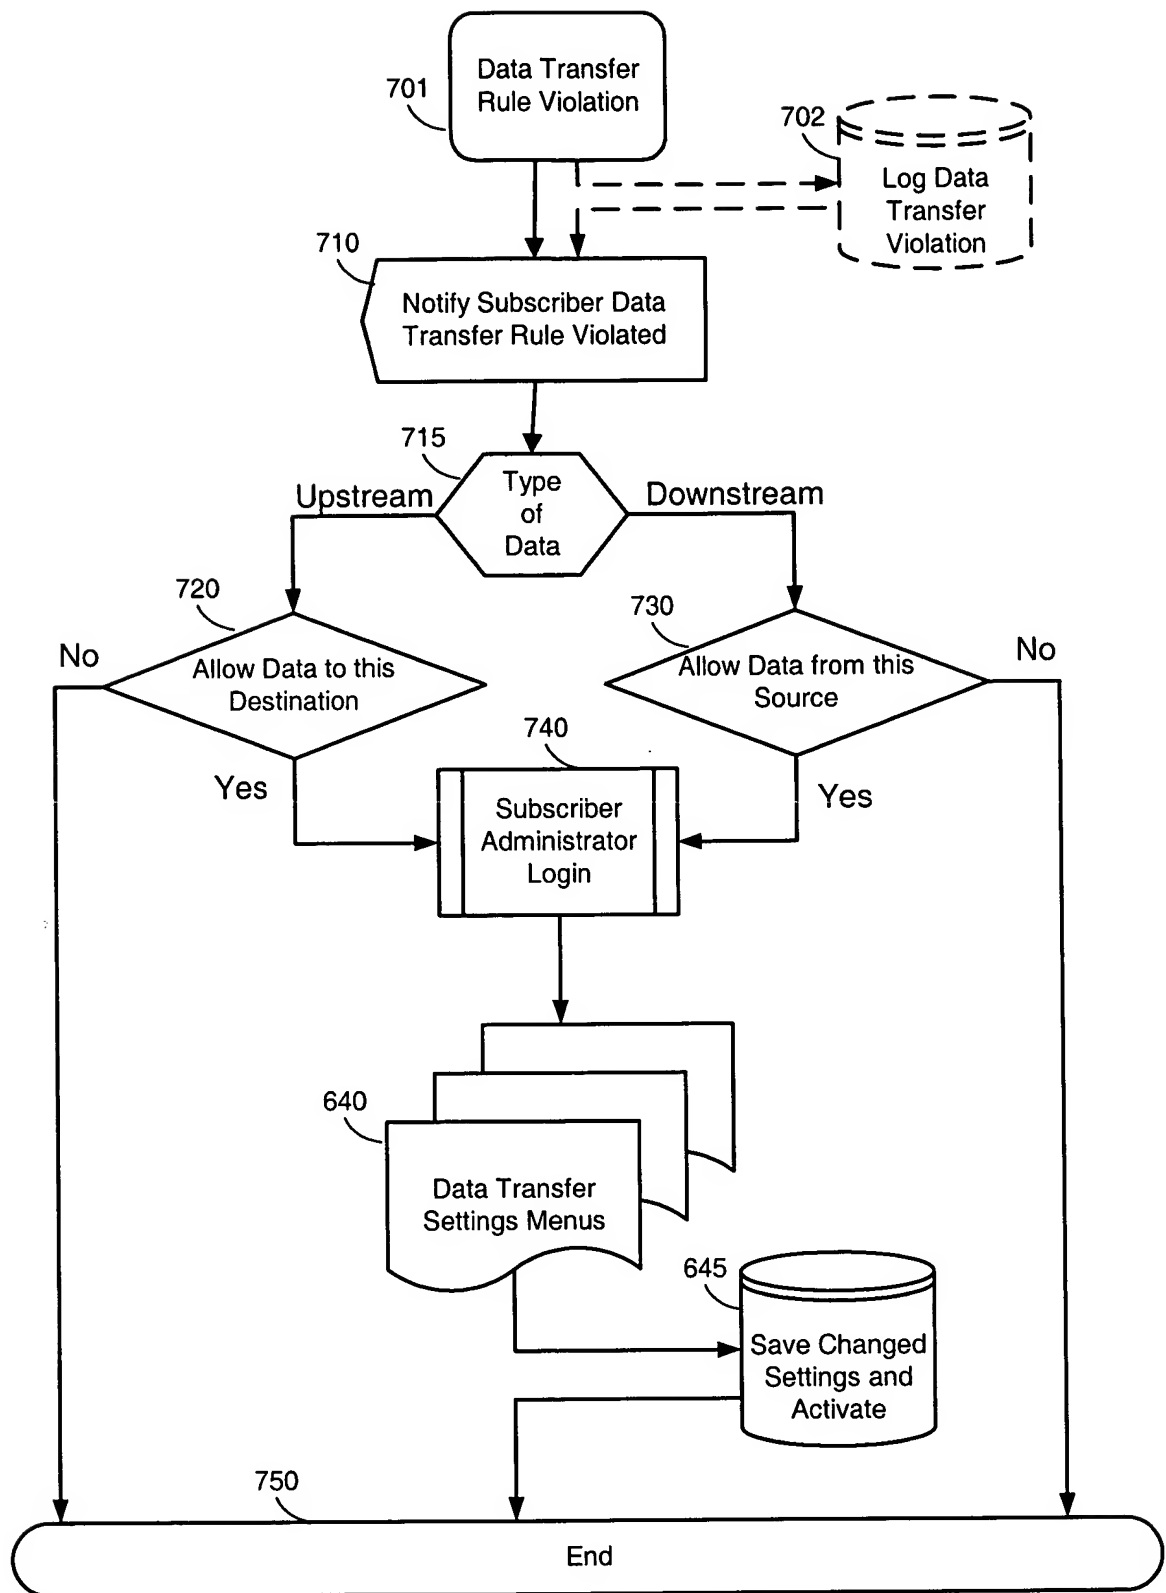 701
Data Transfer
Rule Violation
702
Log Data
Transfer
Violation
710
Notify Subscriber Data
Transfer Rule Violated
715
Type
of
Data
Upstream
Downstream
720
Allow Data to this
Destination
No
Yes
730
Allow Data from this
Source
No
Yes
740
Subscriber
Administrator
Login
640
Data Transfer
Settings Menus
645
Save Changed
Settings and
Activate
750
End